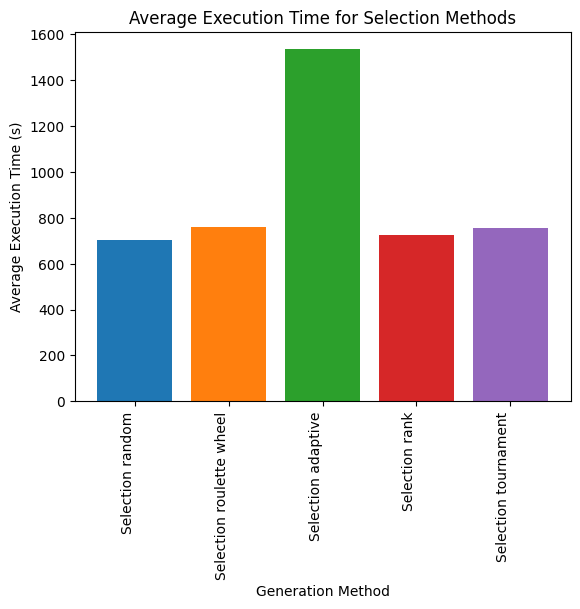 Average Execution Time for Selection Methods
Average Execution Time (s)
1600
1400
1200
1000
800
600
400
200
0
Selection random
Selection roulette wheel
Selection adaptive
Selection rank
Selection tournament
Generation Method